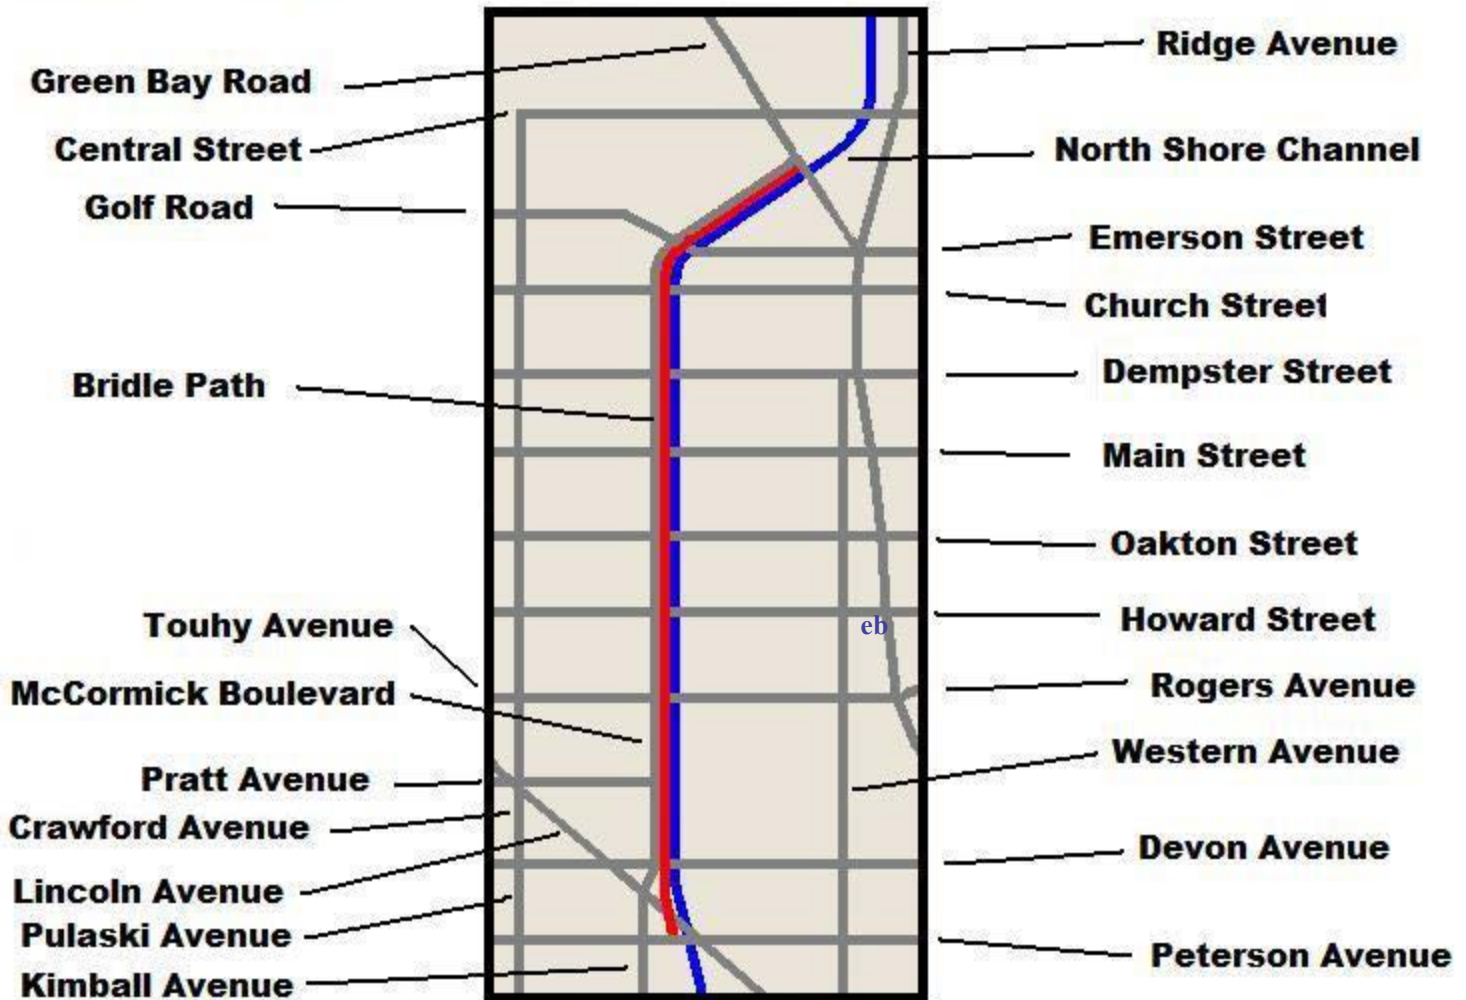 Ridge Avenue
Green Bay Road
Central Street
North Shore Channel
Golf Road
Emerson Street
Church Street
Bridle Path
Dempster Street
Main Street
Oakton Street
Howard Street
eb
Touhy Avenue
McCormick Boulevard
Rogers Avenue
Western Avenue
Pratt Avenue
Crawford Avenue
Devon Avenue
Lincoln Avenue
Pulaski Avenue
Peterson Avenue
Kimball Avenue